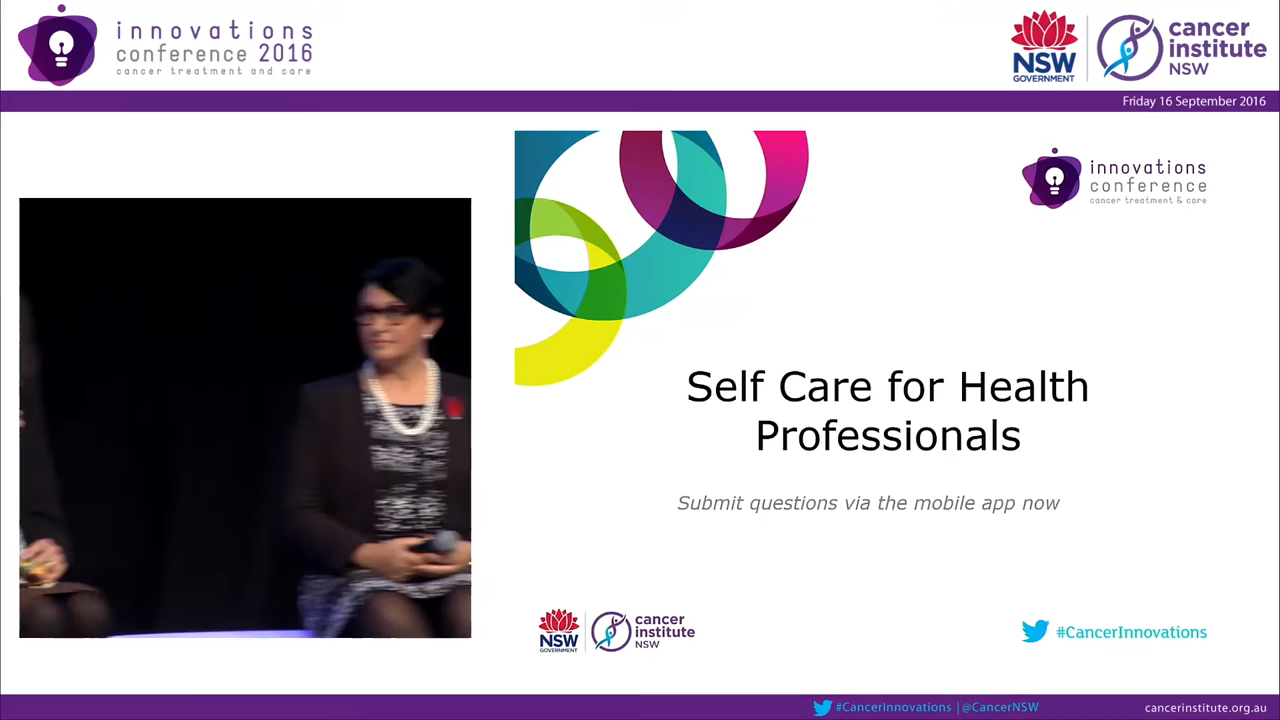 innovations
conference 2016
cancer treatment and care
NSW
GOVERNMENT
cancer
institute
NSW
Friday 16 September 2016
innovations
conference
cancer treatment & care
Self Care for Health
Professionals
Submit questions via the mobile app now
NSW
GOVERNMENT
cancer
institute
NSW
#CancerInnovations
#CancerInnovations | @CancerNSW
cancerinstitute.org.au